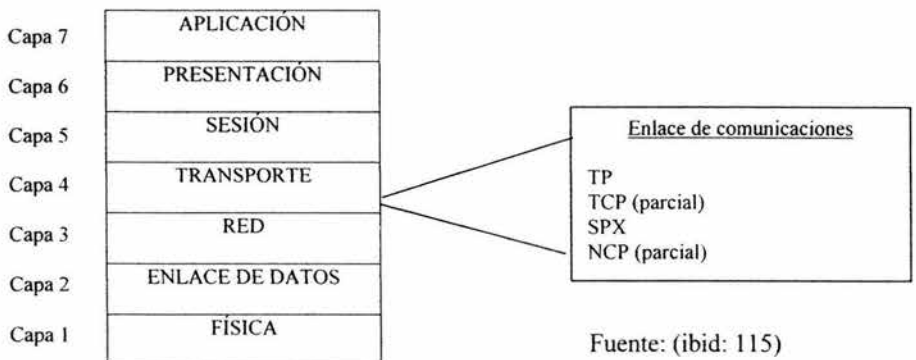 Capa 7 APLICACIÓN
Capa 6 PRESENTACIÓN
Capa 5 SESIÓN
Capa 4 TRANSPORTE
Capa 3 RED
Capa 2 ENLACE DE DATOS
Capa 1 FÍSICA
Enlace de comunicaciones
TP
TCP (parcial)
SPX
NCP (parcial)
Fuente: (ibid: 115)